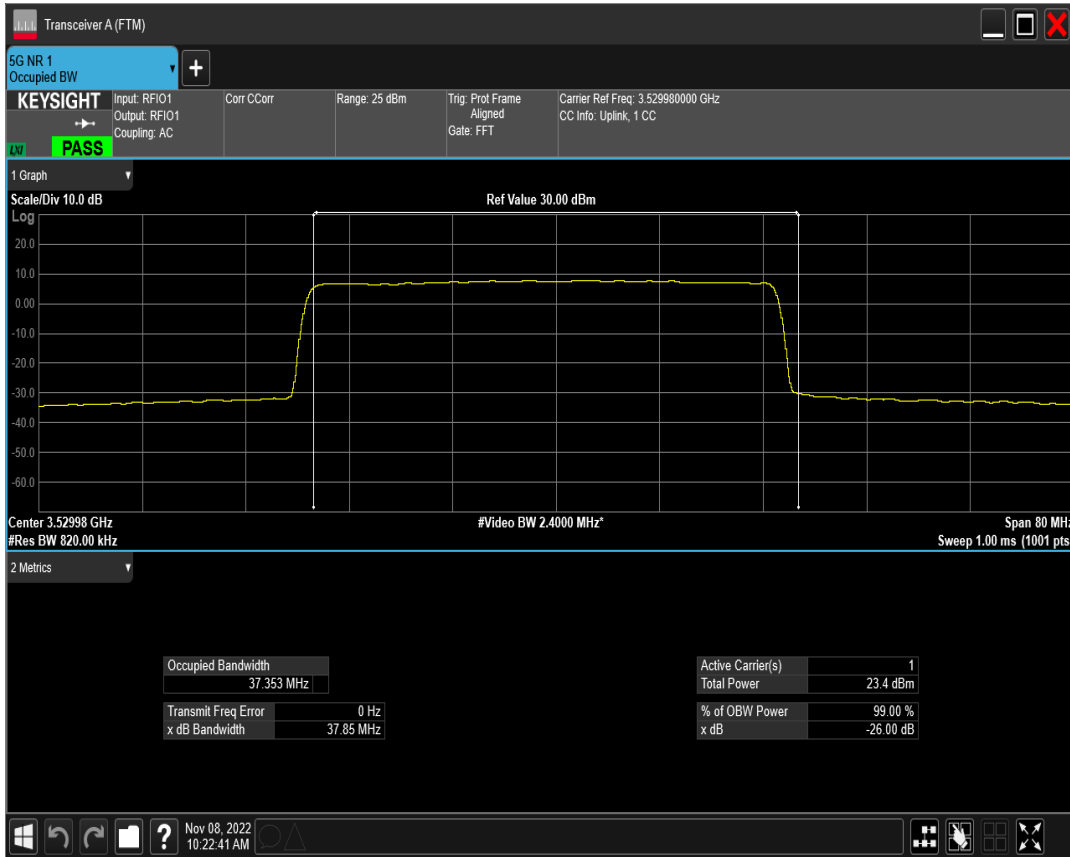 Transceiver A (FTM)
5G NR 1
Occupied BW
+
KEYSIGHT
LXI
PASS
Input: RFIO1
Output: RFIO1
Coupling: AC
Corr CCorr
Range: 25 dBm
Trig: Prot Frame
Aligned
Gate: FFT
Carrier Ref Freq: 3.529980000 GHz
CC Info: Uplink, 1 CC
1 Graph
Scale/Div 10.0 dB
Ref Value 30.00 dBm
Log
20.0
10.0
0.00
-10.0
-20.0
-30.0
-40.0
-50.0
-60.0
Center 3.52998 GHz
#Video BW 2.4000 MHz*
Span 80 MHz
#Res BW 820.00 kHz
Sweep 1.00 ms (1001 pts
2 Metrics
Occupied Bandwidth
37.353 MHz
Transmit Freq Error 0 Hz
x dB Bandwidth 37.85 MHz
Active Carrier(s) 1
Total Power 23.4 dBm
% of OBW Power 99.00 %
x dB -26.00 dB
?
Nov 08, 2022
10:22:41 AM